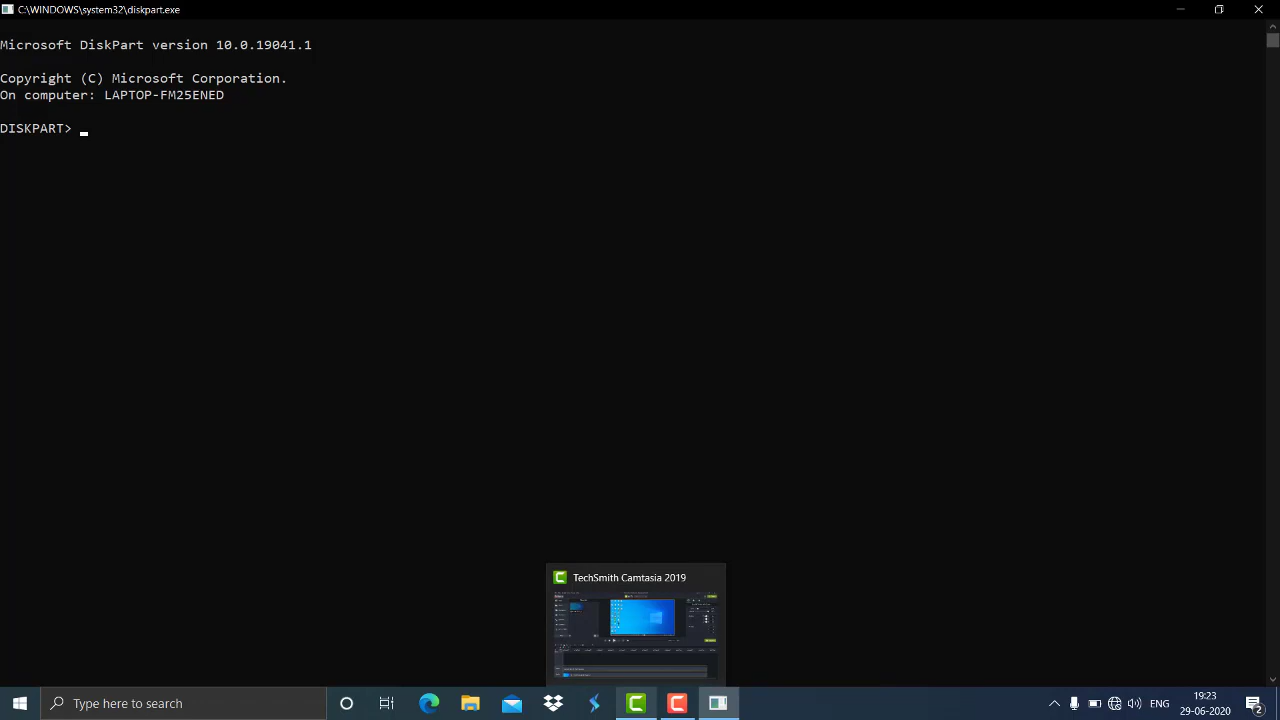 C:\WINDOWS\system32\diskpart.exe
Microsoft DiskPart version 10.0.19041.1
Copyright (C) Microsoft Corporation.
On computer: LAPTOP-FM25ENED
DISKPART>
TechSmith Camtasia 2019
Type here to search
ENG
19:23
29-06-2020
2